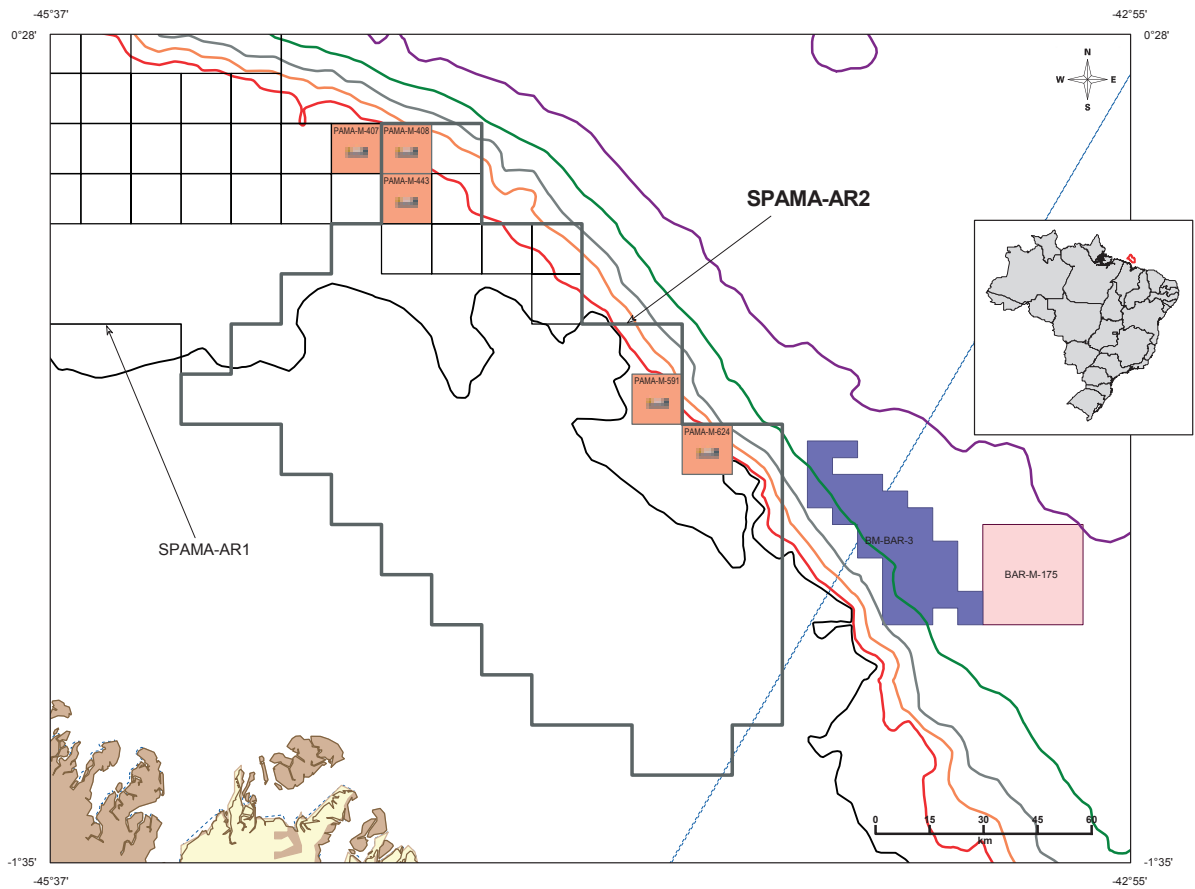 -45°37' -42°55'
0°28' 0°28'
N
W E
S
PAMA-M-407 PAMA-M-408
PAMA-M-443
SPAMA-AR2
PAMA-M-591
PAMA-M-624
SPAMA-AR1
BM-BAR-3
BAR-M-175
0 15 30 45 60
km
-1°35' -1°35'
-45°37' -42°55'